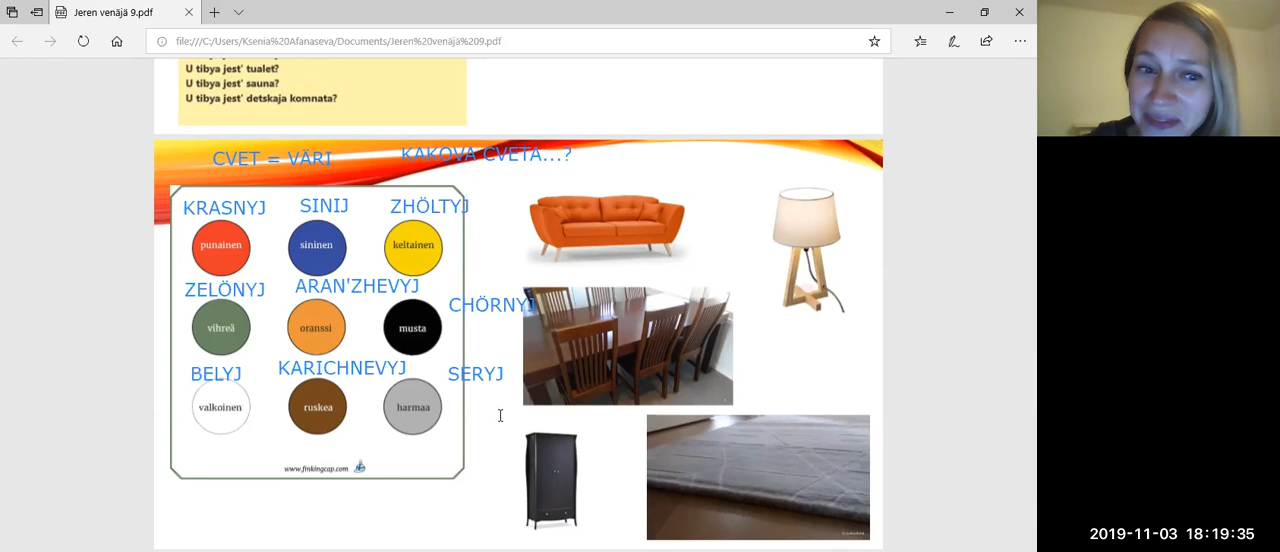 Jeren venäjä 9.pdf
file:///C:/Users/Ksenia%20Afanaseva/Documents/Jeren%20venäjä%209.pdf
U tibya jest' tualet?
U tibya jest' sauna?
U tibya jest' detskaja komnata?
CVET = VÄRI
KAKOVA CVETA...?
KRASNYJ SINIJ ZHÖLTYJ
punainen sininen keltainen
ZELÖNYJ ARAN'ZHEVYJ CHÖRNYJ
vihreä oranssi musta
BELYJ KARICHNEVYJ SERYJ
valkoinen ruskea harmaa
www.finkingcap.com
2019-11-03 18:19:35